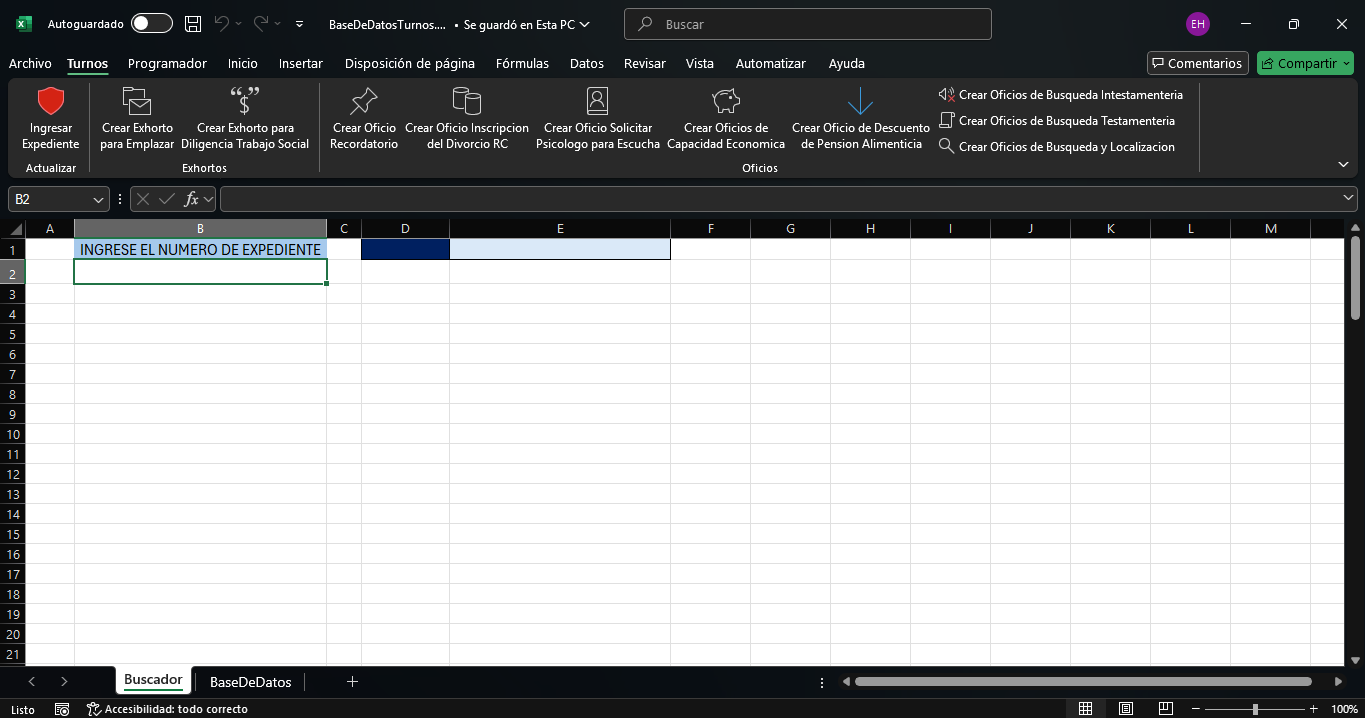 Autoguardado
BaseDeDatosTurnos.... • Se guardó en Esta PC
Buscar
EH
Archivo Turnos Programador Inicio Insertar Disposición de página Fórmulas Datos Revisar Vista Automatizar Ayuda
Comentarios
Compartir
Ingresar
Expediente
Actualizar
Crear Exhorto
para Emplazar
Crear Exhorto para
Diligencia Trabajo Social
Exhortos
Crear Oficio
Recordatorio
Crear Oficio Inscripcion
del Divorcio RC
Crear Oficio Solicitar
Psicologo para Escucha
Crear Oficios de
Capacidad Economica
Crear Oficio de Descuento
de Pension Alimenticia
Crear Oficios de Busqueda Intestamenteria
Crear Oficios de Busqueda Testamenteria
Crear Oficios de Busqueda y Localizacion
Oficios
B2
fx
A B C D E F G H I J K L M
1 INGRESE EL NUMERO DE EXPEDIENTE
2
3
4
5
6
7
8
9
10
11
12
13
14
15
16
17
18
19
20
21
Buscador BaseDeDatos
Listo
Accesibilidad: todo correcto
100%